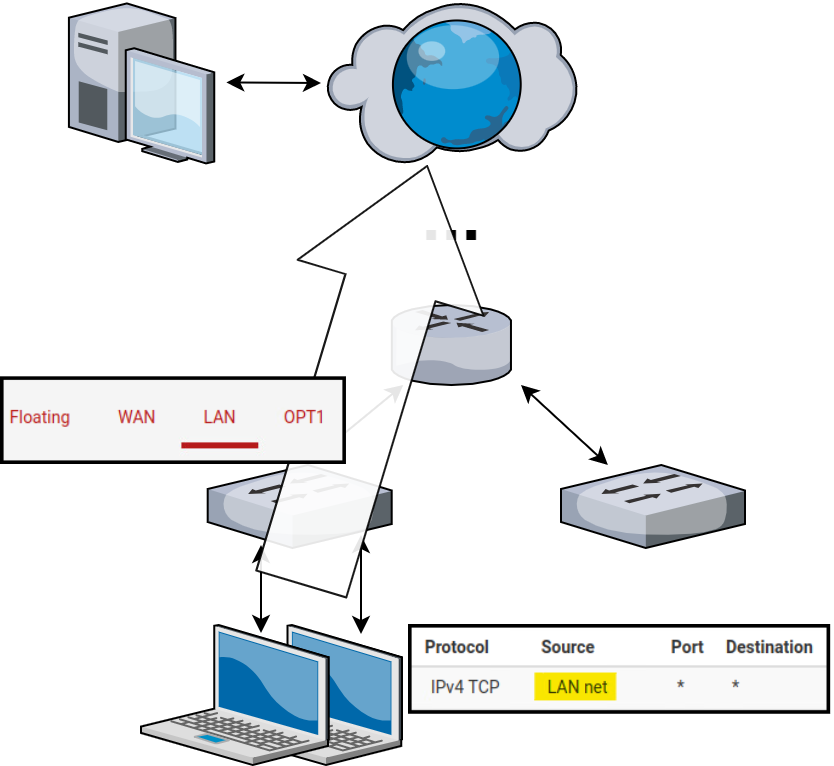 ...
Floating WAN LAN OPT1
Protocol Source Port Destination
IPv4 TCP LAN net * *